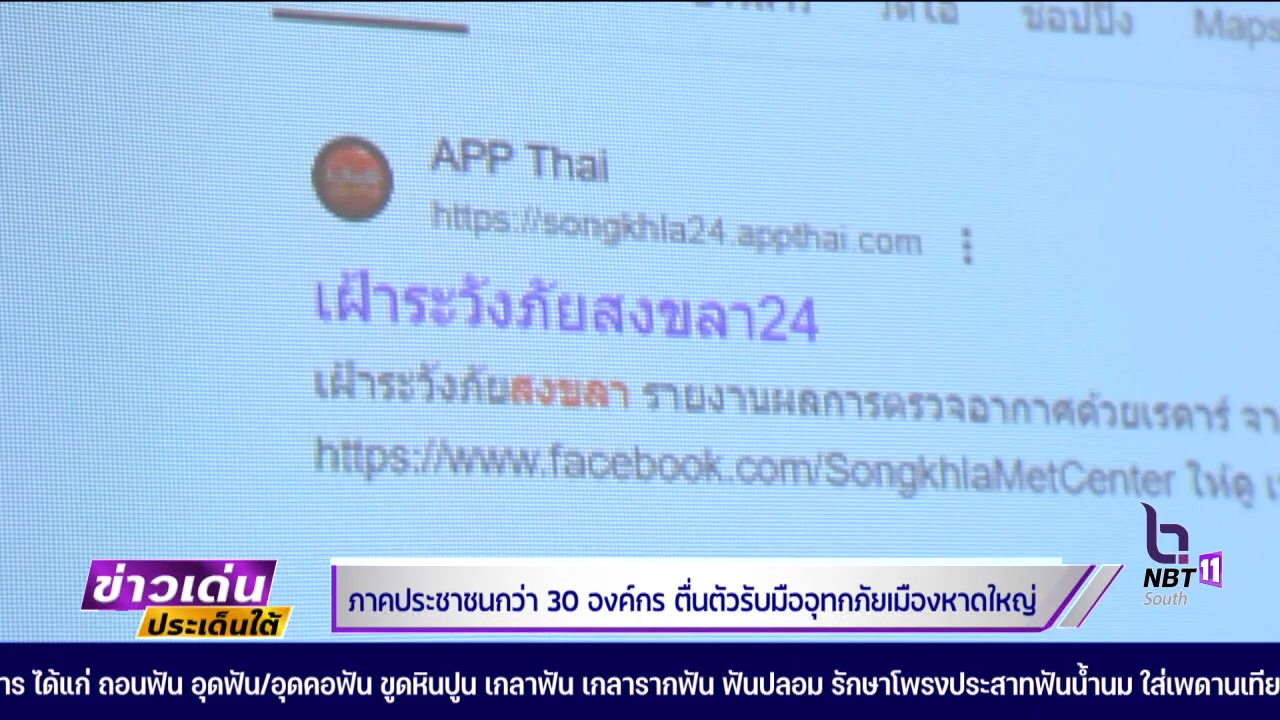 วิดีโอ ช้อปปิ้ง Maps
APP Thai
https://songkhla24.appthai.com
เฝ้าระวังภัยสงขลา24
เฝ้าระวังภัยสงขลา รายงานผลการตรวจอากาศด้วยเรดาร์ จา
https://www.facebook.com/SongkhlaMetCenter ให้ดู เ
NBT 11
South
ข่าวเด่น
ประเด็นใต้
ภาคประชาชนกว่า 30 องค์กร ตื่นตัวรับมืออุทกภัยเมืองหาดใหญ่
าร ได้แก่ ถอนฟัน อุดฟัน/อุดคอฟัน ขูดหินปูน เกลาฟัน เกลารากฟัน ฟันปลอม รักษาโพรงประสาทฟันน้ำนม ใส่เพดานเทีย